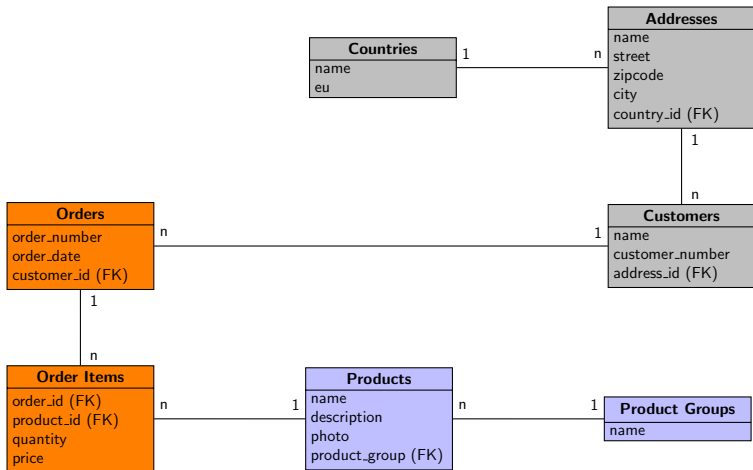 Addresses
name
street
zipcode
city
country_id (FK)
Countries
name
eu
1
n
1
n
Orders
order_number
order_date
customer_id (FK)
n
1
Customers
name
customer_number
address_id (FK)
1
n
Order Items
order_id (FK)
product_id (FK)
quantity
price
n
1
Products
name
description
photo
product_group (FK)
n
1
Product Groups
name